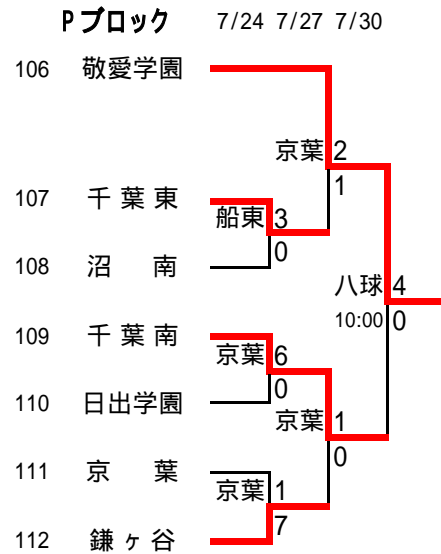 Pブロック 7/24 7/27 7/30
106 敬愛学園
京葉 2
1
107 千葉東
船東 3
0
108 沼南
八球 4
10:00 0
109 千葉南
京葉 6
0
110 日出学園
京葉 1
0
111 京葉
京葉 1
7
112 鎌ヶ谷